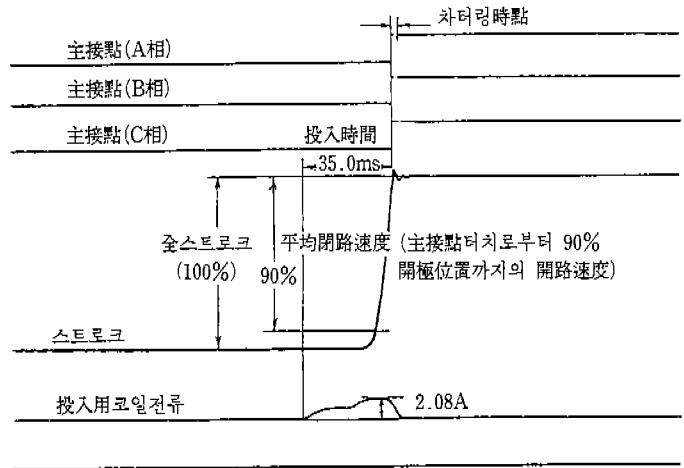 차터링時點
主接點(A相)
主接點(B相)
主接點(C相)
投入時間
35.0ms
全스트로크
(100%)
90%
平均閉路速度 (主接點터치로부터 90%
開極位置까지의 開路速度)
스트로크
投入用코일전류
2.08A